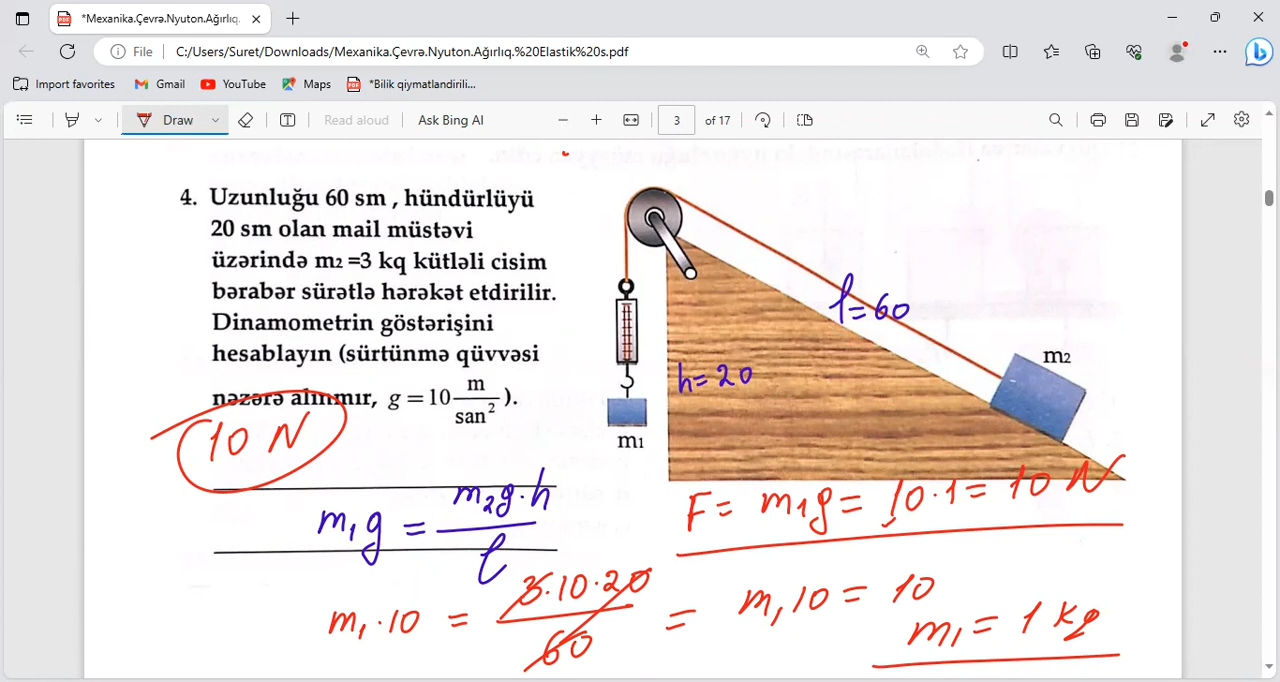 *Mexanika.Çevrə.Nyuton.Ağırlıq.
File
C:/Users/Suret/Downloads/Mexanika.Çevrə.Nyuton.Ağırlıq.%20Elastik%20s.pdf
Import favorites
Gmail
YouTube
Maps
*Bilik qiymatlandirili...
Draw
Read aloud
Ask Bing AI
3
of 17
4. Uzunluğu 60 sm , hündürlüyü
20 sm olan mail müstəvi
üzərində m2 =3 kq kütləli cisim
bərabər sürətlə hərəkət etdirilir.
Dinamometrin göstərişini
hesablayın (sürtünmə qüvvəsi
nəzərə alınmır, g = 10 m/san² ).
10 N
l = 60
h = 20
m2
m1
m₁g = m₂g·h / l
F = m₁g = 10·1 = 10 N
m₁·10 = 3·10·20 / 60 = m₁10 = 10
m₁ = 1 kg